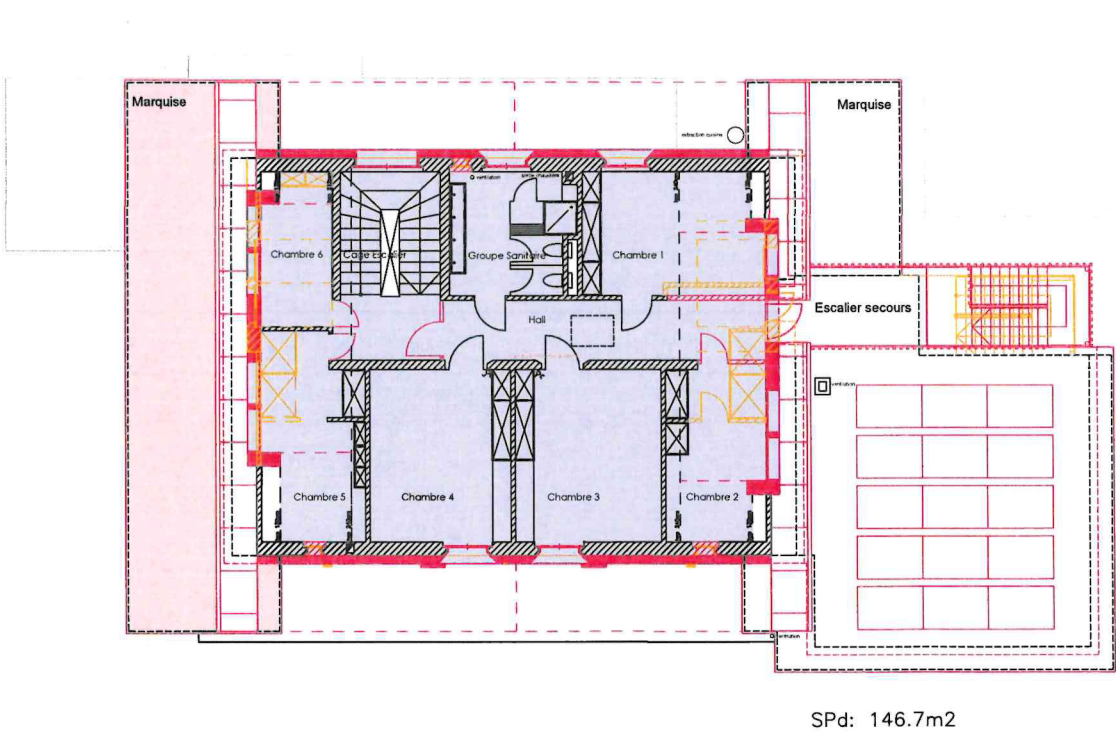 Marquise
Marquise
extraction cuisine
ventilation
Chambre 6
Cage Escalier
Groupe Sanitaire
Chambre 1
Hall
Escalier secours
ventilation
Chambre 5
Chambre 4
Chambre 3
Chambre 2
ventilation
SPd: 146.7m2